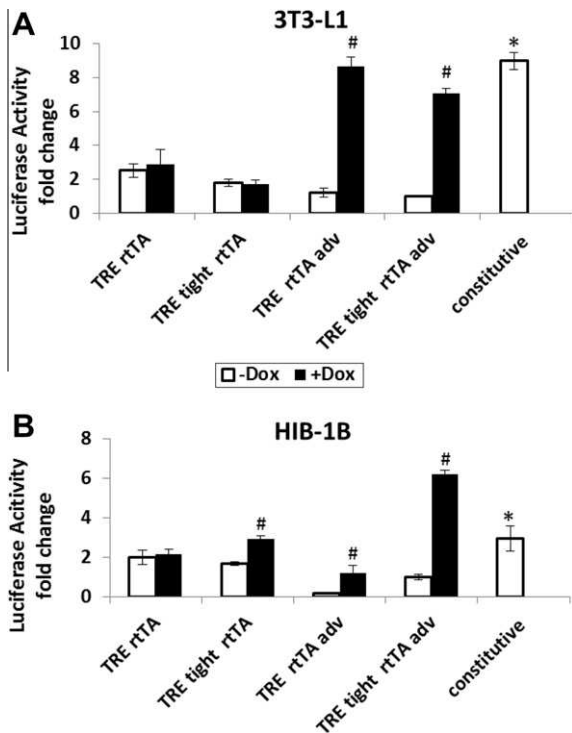 A
3T3-L1
Luciferase Activity
fold change
10
8
6
4
2
0
#
#
*
TRE rtTA
TRE tight rtTA
TRE rtTA adv
TRE tight rtTA adv
constitutive
-Dox +Dox
B
HIB-1B
Luciferase Acitivity
fold change
8
6
4
2
0
#
#
#
*
TRE rtTA
TRE tight rtTA
TRE rtTA adv
TRE tight rtTA adv
constitutive